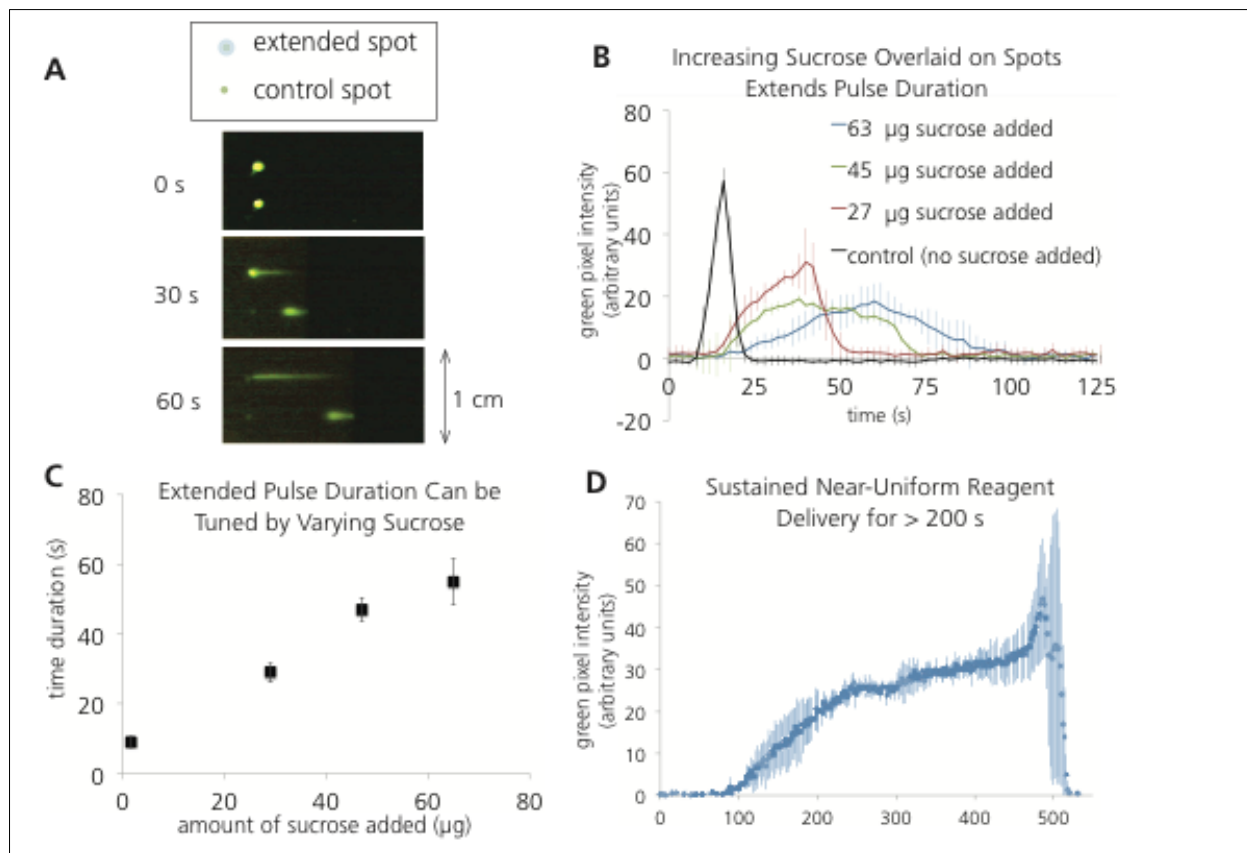 A
extended spot
control spot
0 s
30 s
60 s
1 cm
B
Increasing Sucrose Overlaid on Spots
Extends Pulse Duration
80
60
40
20
0
-20
0
25
50
75
100
125
green pixel intensity
(arbitrary units)
time (s)
63 µg sucrose added
45 µg sucrose added
27 µg sucrose added
control (no sucrose added)
C
Extended Pulse Duration Can be
Tuned by Varying Sucrose
80
60
40
20
0
0
20
40
60
80
time duration (s)
amount of sucrose added (µg)
D
Sustained Near-Uniform Reagent
Delivery for > 200 s
70
60
50
40
30
20
10
0
0
100
200
300
400
500
green pixel intensity
(arbitrary units)